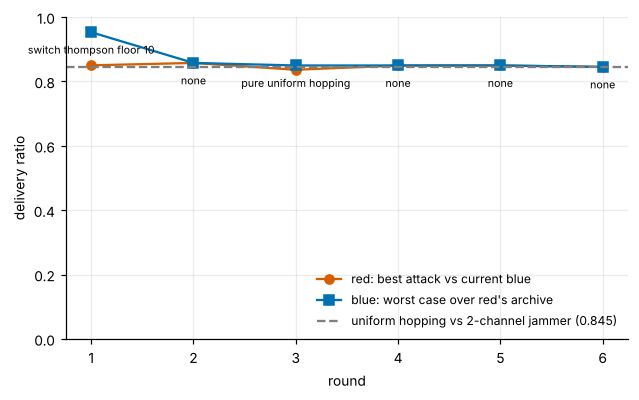 1.0
0.8
0.6
0.4
0.2
0.0
delivery ratio
switch thompson floor 10
none
pure uniform hopping
none
none
none
red: best attack vs current blue
blue: worst case over red's archive
uniform hopping vs 2-channel jammer (0.845)
1 2 3 4 5 6
round